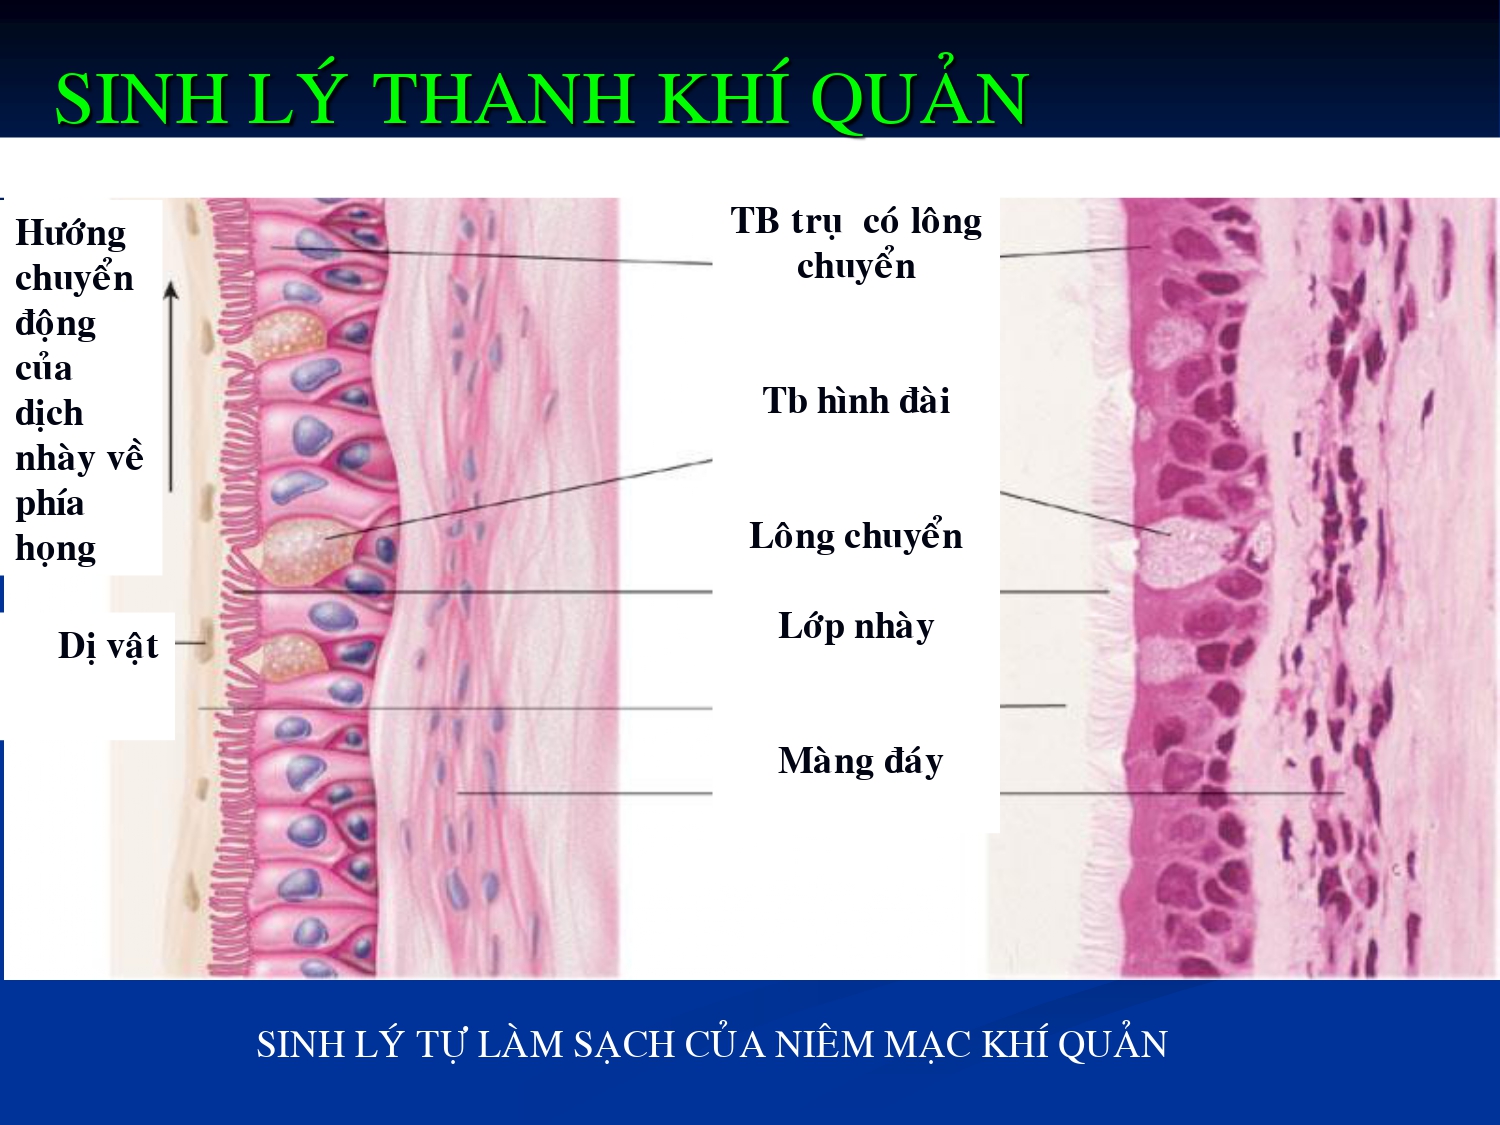 SINH LÝ THANH KHÍ QUẢN
Hướng
chuyển
động
của
dịch
nhày về
phía
họng
Dị vật
TB trụ có lông
chuyển
Tb hình đài
Lông chuyển
Lớp nhày
Màng đáy
SINH LÝ TỰ LÀM SẠCH CỦA NIÊM MẠC KHÍ QUẢN